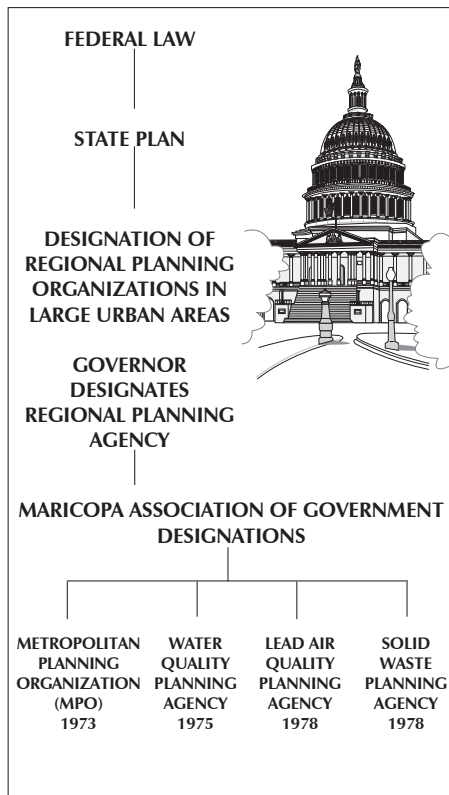 FEDERAL LAW
STATE PLAN
DESIGNATION OF
REGIONAL PLANNING
ORGANIZATIONS IN
LARGE URBAN AREAS
GOVERNOR
DESIGNATES
REGIONAL PLANNING
AGENCY
MARICOPA ASSOCIATION OF GOVERNMENT
DESIGNATIONS
METROPOLITAN
PLANNING
ORGANIZATION
(MPO)
1973
WATER
QUALITY
PLANNING
AGENCY
1975
LEAD AIR
QUALITY
PLANNING
AGENCY
1978
SOLID
WASTE
PLANNING
AGENCY
1978